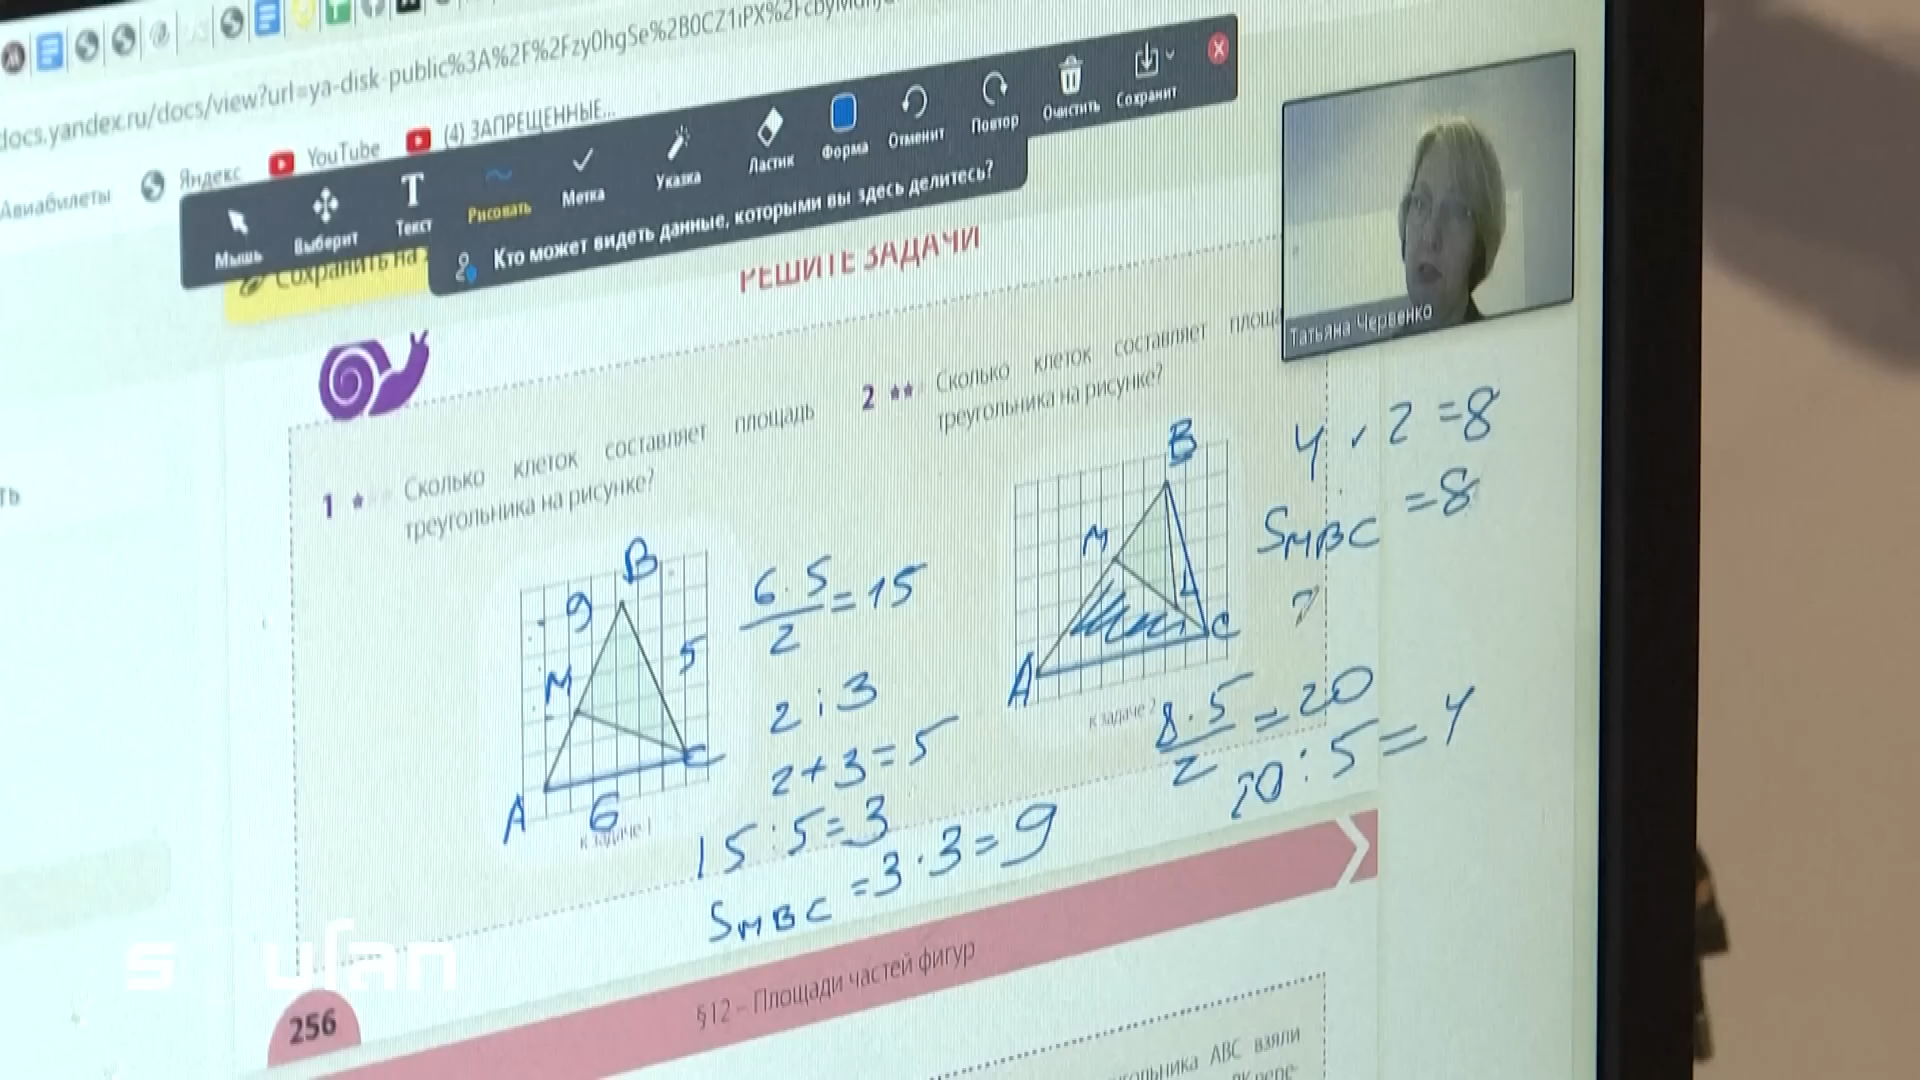 docs.yandex.ru/docs/view?url=ya-disk-public%3A%2F%2Fzy0hgSe%2B0CZ1iPX%2F
Авиабилеты Яндекс YouTube (4) ЗАПРЕЩЕННЫЕ...
Мышь Выберит Текст Рисовать Метка Указка Ластик Форма Отменит Повтор Очистить Сохранит
Кто может видеть данные, которыми вы здесь делитесь?
Сохранить на
РЕШИТЕ ЗАДАЧИ
Татьяна Червенко
1 * Сколько клеток составляет площадь
треугольника на рисунке?
2 ** Сколько клеток составляет площа
треугольника на рисунке?
B
9
M
5
A
6
C
к задаче 1
6·5/2=15
2:3
2+3=5
15:5=3
SMBC=3·3=9
B
M
L
A
C
к задаче 2
4·2=8
SMBC=8
8·5/2=20
20:5=4
§12 – Площади частей фигур
256
угольника ABC взяли